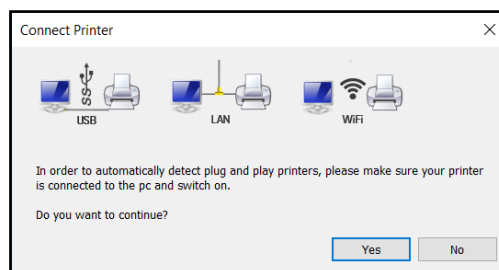 Connect Printer
USB
LAN
WiFi
In order to automatically detect plug and play printers, please make sure your printer
is connected to the pc and switch on.
Do you want to continue?
Yes
No